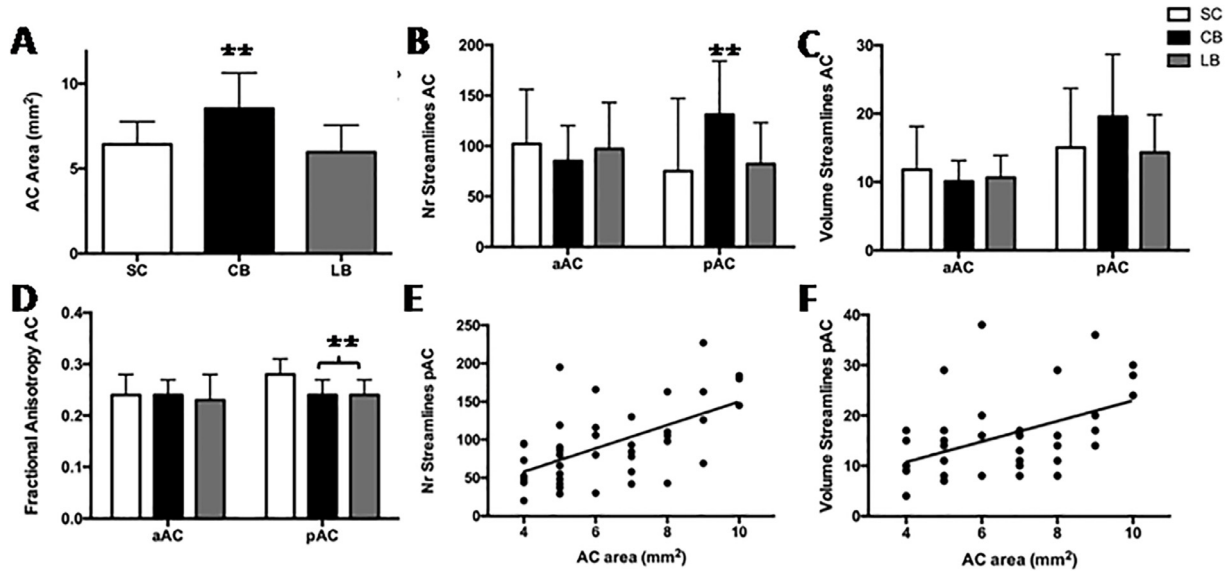 SC
CB
LB
A
AC Area (mm²)
10
5
0
±±
SC CB LB
B
Nr Streamlines AC
200
150
100
50
0
±±
aAC pAC
C
Volume Streamlines AC
30
20
10
0
aAC pAC
D
Fractional Anisotropy AC
0.4
0.3
0.2
0.1
0.0
±±
aAC pAC
E
Nr Streamlines pAC
250
200
150
100
50
0
4 6 8 10
AC area (mm²)
F
Volume Streamlines pAC
40
30
20
10
0
4 6 8 10
AC area (mm²)